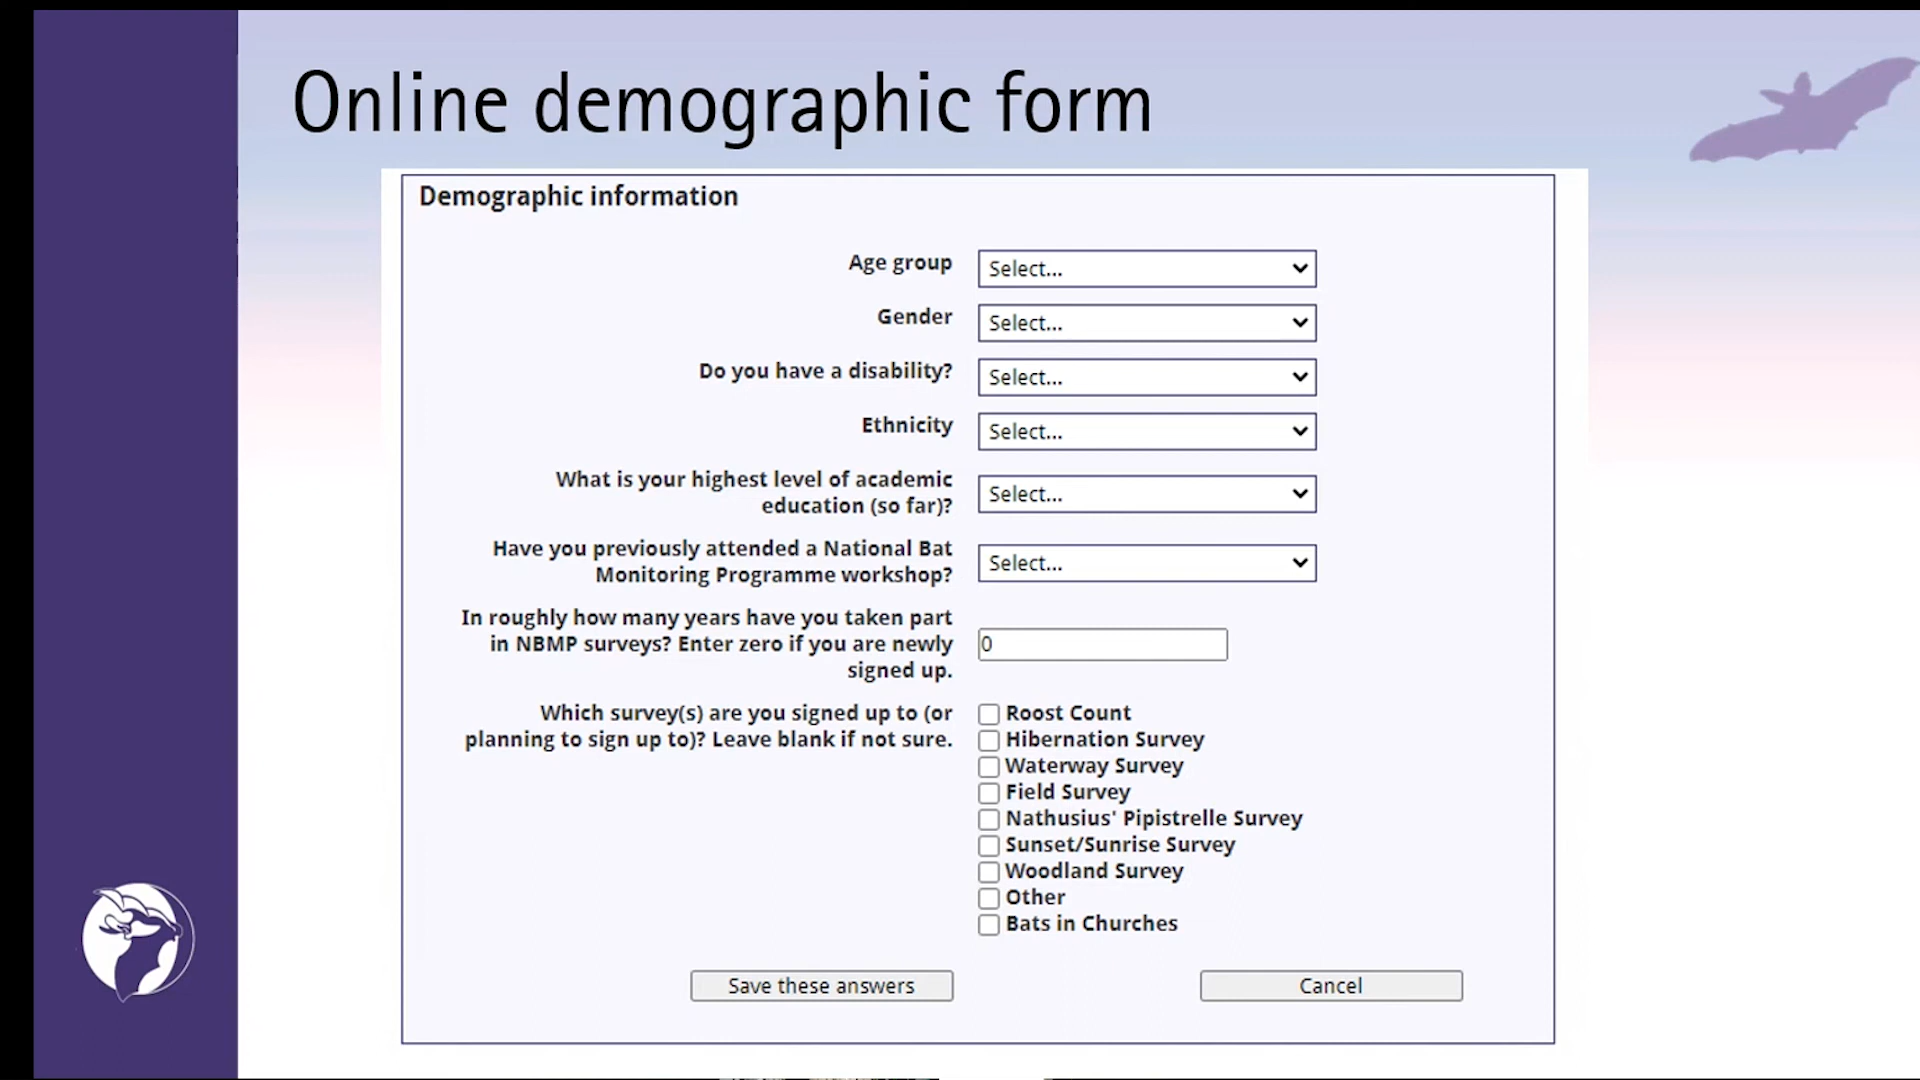 Online demographic form
Demographic information
Age group Select...
Gender Select...
Do you have a disability? Select...
Ethnicity Select...
What is your highest level of academic
education (so far)? Select...
Have you previously attended a National Bat
Monitoring Programme workshop? Select...
In roughly how many years have you taken part
in NBMP surveys? Enter zero if you are newly
signed up. 0
Which survey(s) are you signed up to (or
planning to sign up to)? Leave blank if not sure.
Roost Count
Hibernation Survey
Waterway Survey
Field Survey
Nathusius' Pipistrelle Survey
Sunset/Sunrise Survey
Woodland Survey
Other
Bats in Churches
Save these answers Cancel